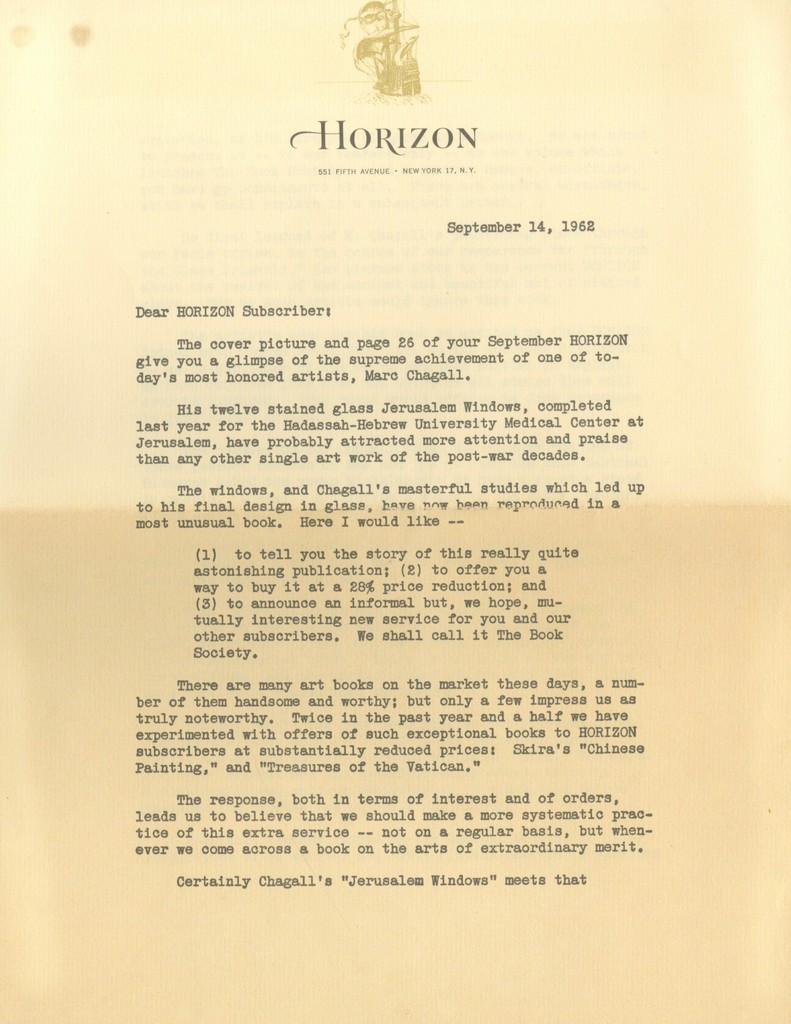 HORIZON
551 FIFTH AVENUE • NEW YORK 17, N. Y.
September 14, 1962
Dear HORIZON Subscriber:
The cover picture and page 26 of your September HORIZON
give you a glimpse of the supreme achievement of one of to-
day's most honored artists, Marc Chagall.
His twelve stained glass Jerusalem Windows, completed
last year for the Hadassah-Hebrew University Medical Center at
Jerusalem, have probably attracted more attention and praise
than any other single art work of the post-war decades.
The windows, and Chagall's masterful studies which led up
to his final design in glass, have now been reproduced in a
most unusual book.  Here I would like --
(1)  to tell you the story of this really quite
astonishing publication; (2) to offer you a
way to buy it at a 28% price reduction; and
(3) to announce an informal but, we hope, mu-
tually interesting new service for you and our
other subscribers.  We shall call it The Book
Society.
There are many art books on the market these days, a num-
ber of them handsome and worthy; but only a few impress us as
truly noteworthy.  Twice in the past year and a half we have
experimented with offers of such exceptional books to HORIZON
subscribers at substantially reduced prices:  Skira's "Chinese
Painting," and "Treasures of the Vatican."
The response, both in terms of interest and of orders,
leads us to believe that we should make a more systematic prac-
tice of this extra service -- not on a regular basis, but when-
ever we come across a book on the arts of extraordinary merit.
Certainly Chagall's "Jerusalem Windows" meets that